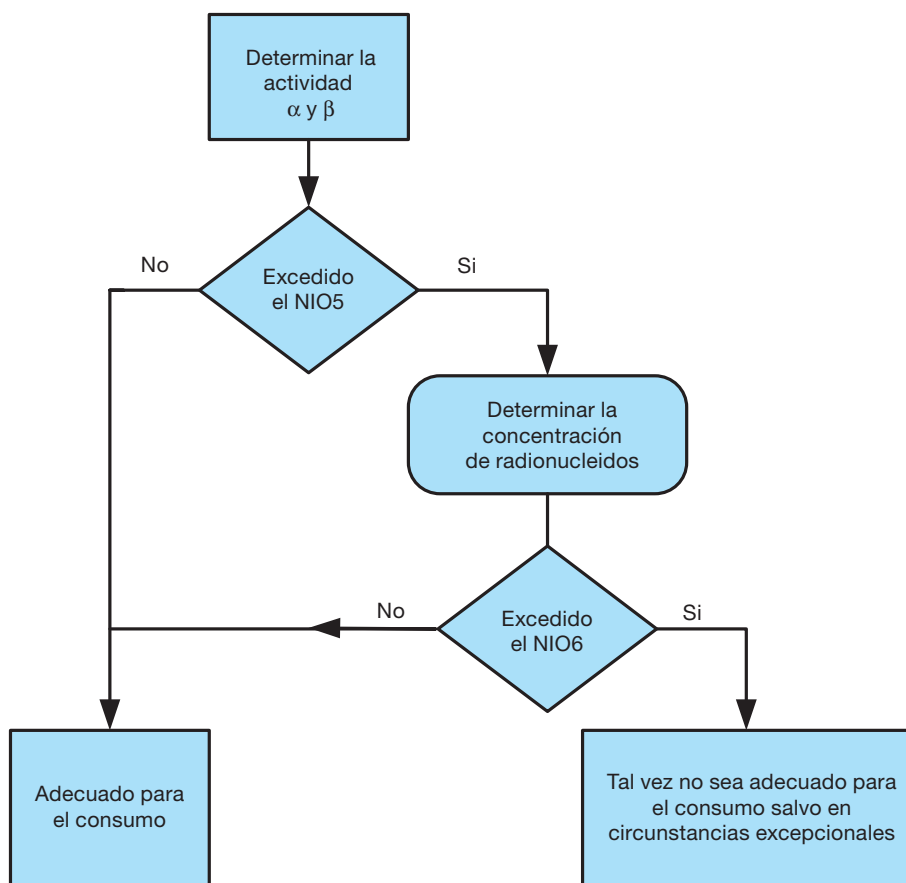 Determinar la
actividad
α y β
No
Si
Excedido
el NIO5
Determinar la
concentración
de radionucleidos
No
Si
Excedido
el NIO6
Adecuado para
el consumo
Tal vez no sea adecuado para
el consumo salvo en
circunstancias excepcionales